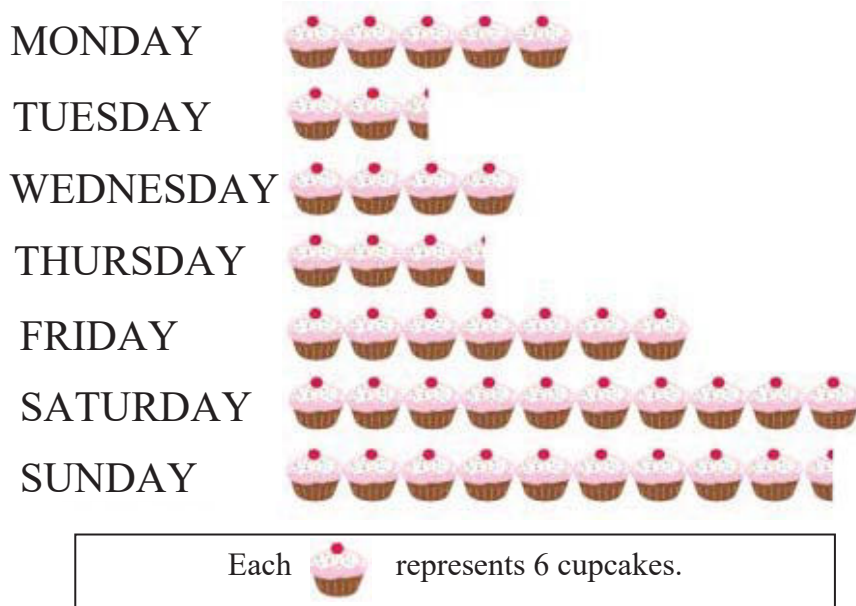 MONDAY
TUESDAY
WEDNESDAY
THURSDAY
FRIDAY
SATURDAY
SUNDAY
Each represents 6 cupcakes.